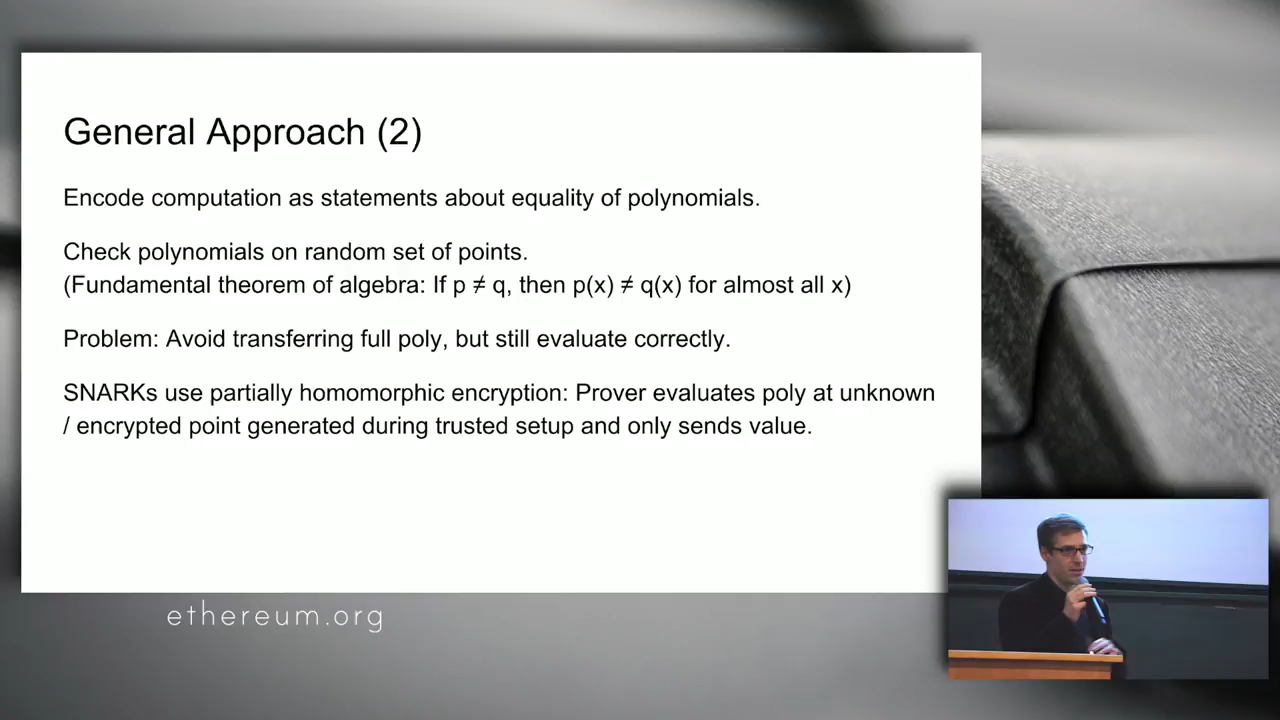 General Approach (2)
Encode computation as statements about equality of polynomials.
Check polynomials on random set of points.
(Fundamental theorem of algebra: If p ≠ q, then p(x) ≠ q(x) for almost all x)
Problem: Avoid transferring full poly, but still evaluate correctly.
SNARKs use partially homomorphic encryption: Prover evaluates poly at unknown
/ encrypted point generated during trusted setup and only sends value.
ethereum.org